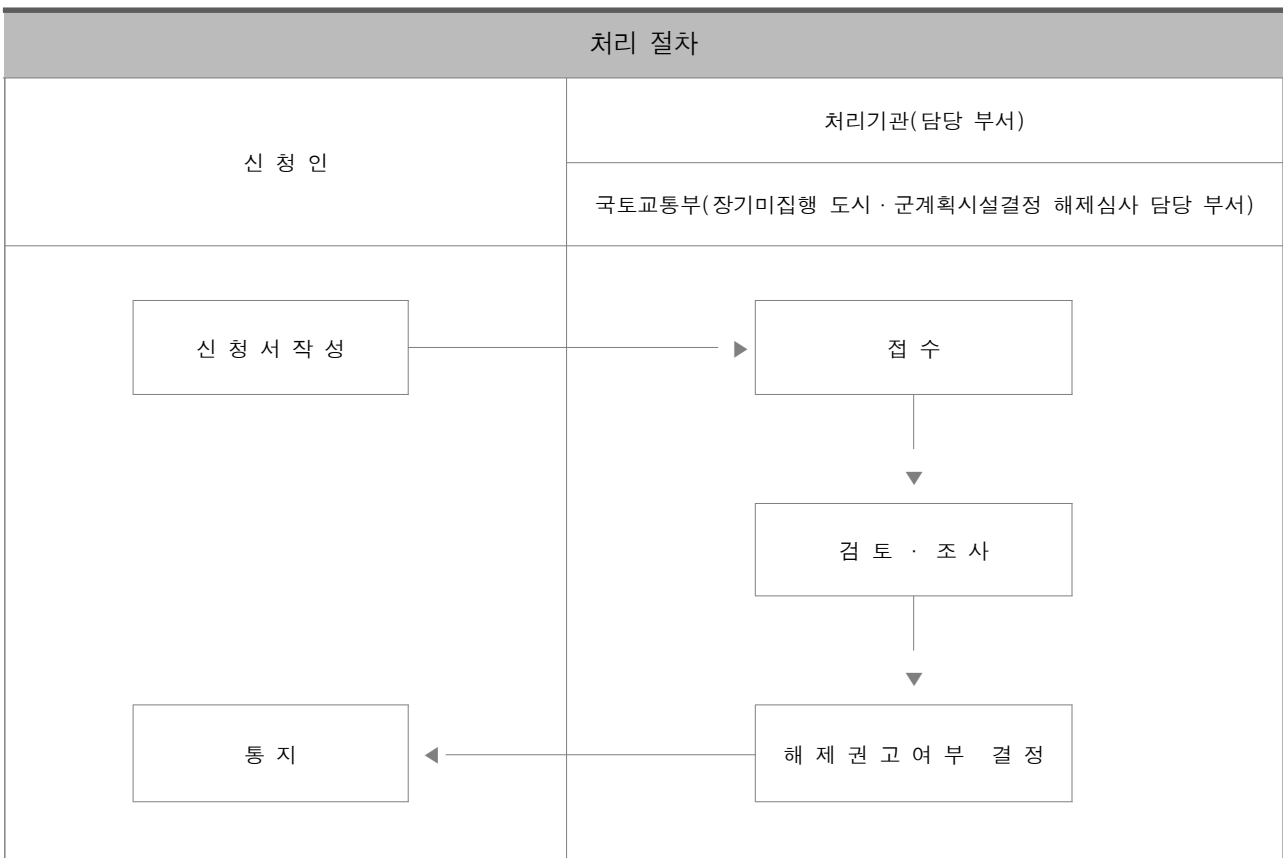 처리 절차
신 청 인
처리기관(담당 부서)
국토교통부(장기미집행 도시ㆍ군계획시설결정 해제심사 담당 부서)
신 청 서 작 성
접 수
검 토 ㆍ 조 사
통 지
해 제 권 고 여 부 결 정